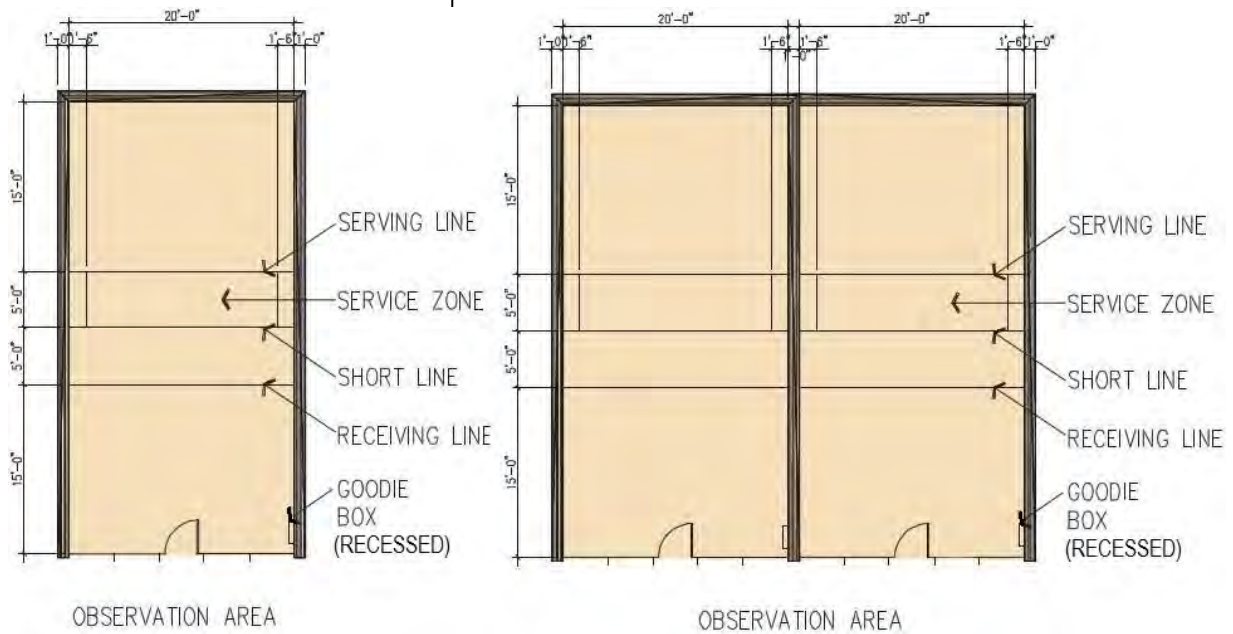 20'-0"
1'-0 1'-6"
1'-6 1'-0"
15'-0"
5'-0"
5'-0"
15'-0"
SERVING LINE
SERVICE ZONE
SHORT LINE
RECEIVING LINE
GOODIE
BOX
(RECESSED)
OBSERVATION AREA
20'-0"
20'-0"
1'-0 1'-6"
1'-6 1'-6"
1'-6 1'-0"
15'-0"
5'-0"
5'-0"
15'-0"
SERVING LINE
SERVICE ZONE
SHORT LINE
RECEIVING LINE
GOODIE
BOX
(RECESSED)
OBSERVATION AREA